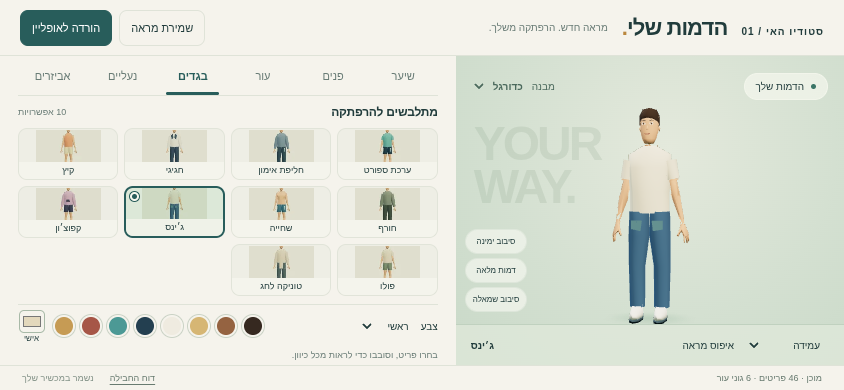 סטודיו האי / 01
הדמות שלי.
מראה חדש. הרפתקה משלך.
שמירת מראה
הורדה לאופליין
הדמות שלך
מבנה
כדורגל
YOUR
WAY.
סיבוב ימינה
דמות מלאה
סיבוב שמאלה
עמידה
איפוס מראה
ג׳ינס
שיער
פנים
עור
בגדים
נעליים
אביזרים
מתלבשים להרפתקה
10 אפשרויות
ערכת ספורט
חליפת אימון
חגיגי
קיץ
חורף
שחייה
ג׳ינס
קפוצ׳ון
פולו
טוניקה לחג
צבע
ראשי
אישי
בחרו פריט, וסובבו כדי לראות מכל כיוון.
מוכן · 46 פריטים · 6 גוני עור
דוח החבילה
נשמר במכשיר שלך